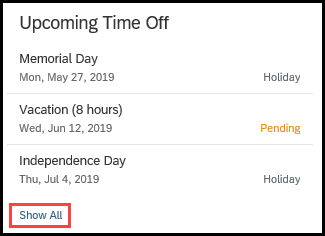 Upcoming Time Off
Memorial Day
Mon, May 27, 2019 Holiday
Vacation (8 hours)
Wed, Jun 12, 2019 Pending
Independence Day
Thu, Jul 4, 2019 Holiday
Show All